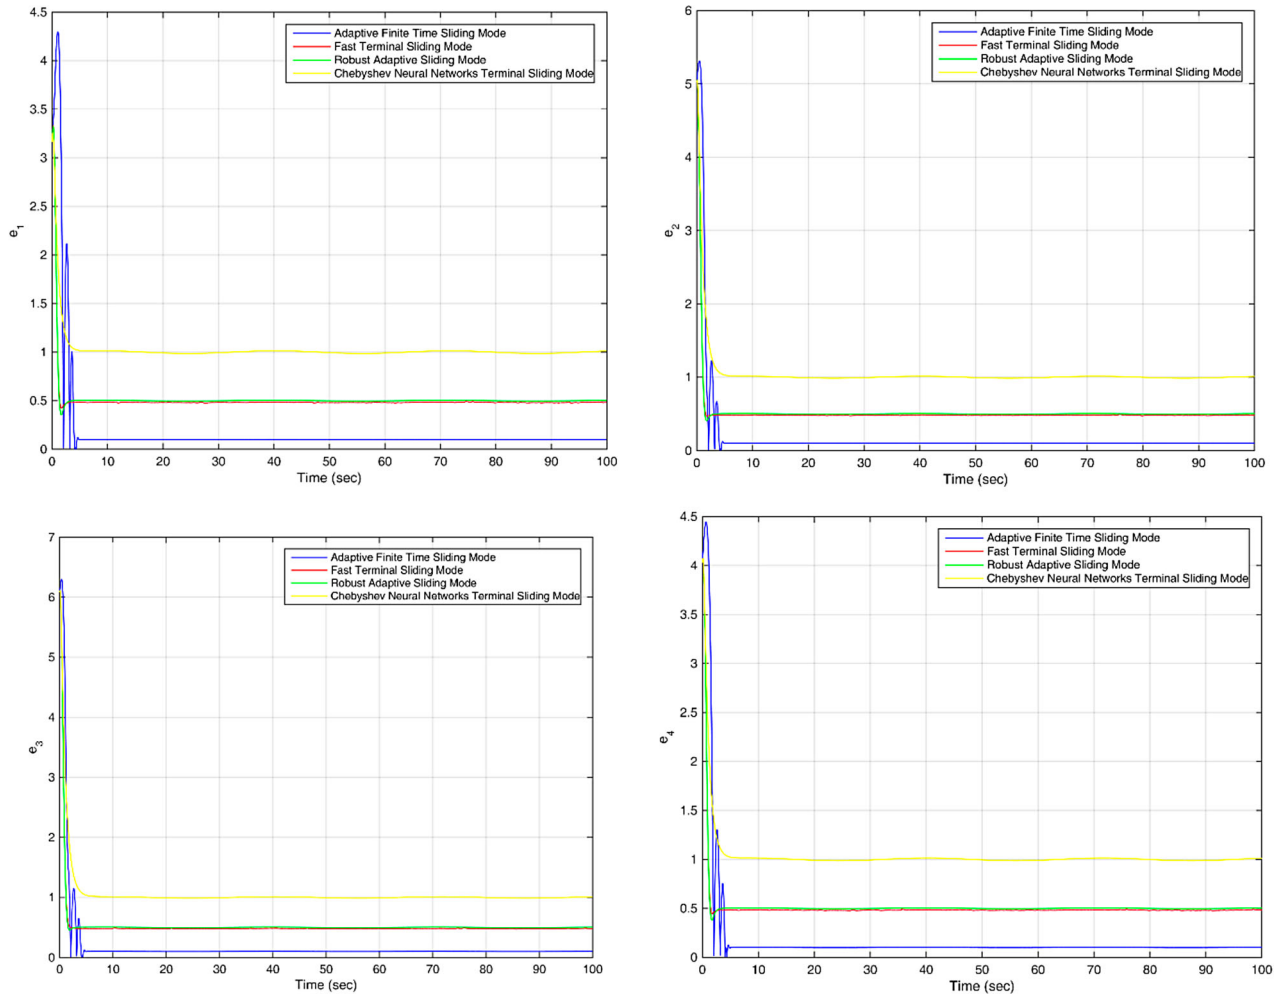 4.5
4
3.5
3
2.5
2
1.5
1
0.5
0
e1
Adaptive Finite Time Sliding Mode
Fast Terminal Sliding Mode
Robust Adaptive Sliding Mode
Chebyshev Neural Networks Terminal Sliding Mode
0 10 20 30 40 50 60 70 80 90 100
Time (sec)
6
5
4
3
2
1
0
e2
Adaptive Finite Time Sliding Mode
Fast Terminal Sliding Mode
Robust Adaptive Sliding Mode
Chebyshev Neural Networks Terminal Sliding Mode
0 10 20 30 40 50 60 70 80 90 100
Time (sec)
7
6
5
4
3
2
1
0
e3
Adaptive Finite Time Sliding Mode
Fast Terminal Sliding Mode
Robust Adaptive Sliding Mode
Chebyshev Neural Networks Terminal Sliding Mode
0 10 20 30 40 50 60 70 80 90 100
Time (sec)
4.5
4
3.5
3
2.5
2
1.5
1
0.5
0
e4
Adaptive Finite Time Sliding Mode
Fast Terminal Sliding Mode
Robust Adaptive Sliding Mode
Chebyshev Neural Networks Terminal Sliding Mode
0 10 20 30 40 50 60 70 80 90 100
Time (sec)